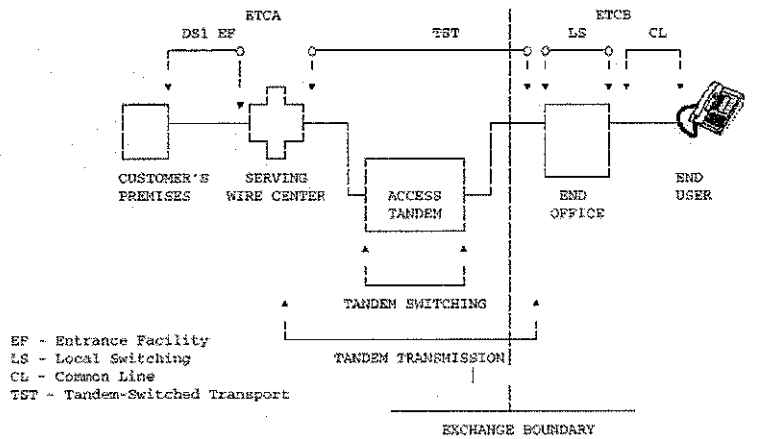 ETCA ETCB
DS1 EF TST LS CL
CUSTOMER'S PREMISES
SERVING WIRE CENTER
ACCESS TANDEM
END OFFICE
END USER
TANDEM SWITCHING
EF - Entrance Facility
LS - Local Switching
CL - Common Line
TST - Tandem-Switched Transport
TANDEM TRANSMISSION
EXCHANGE BOUNDARY